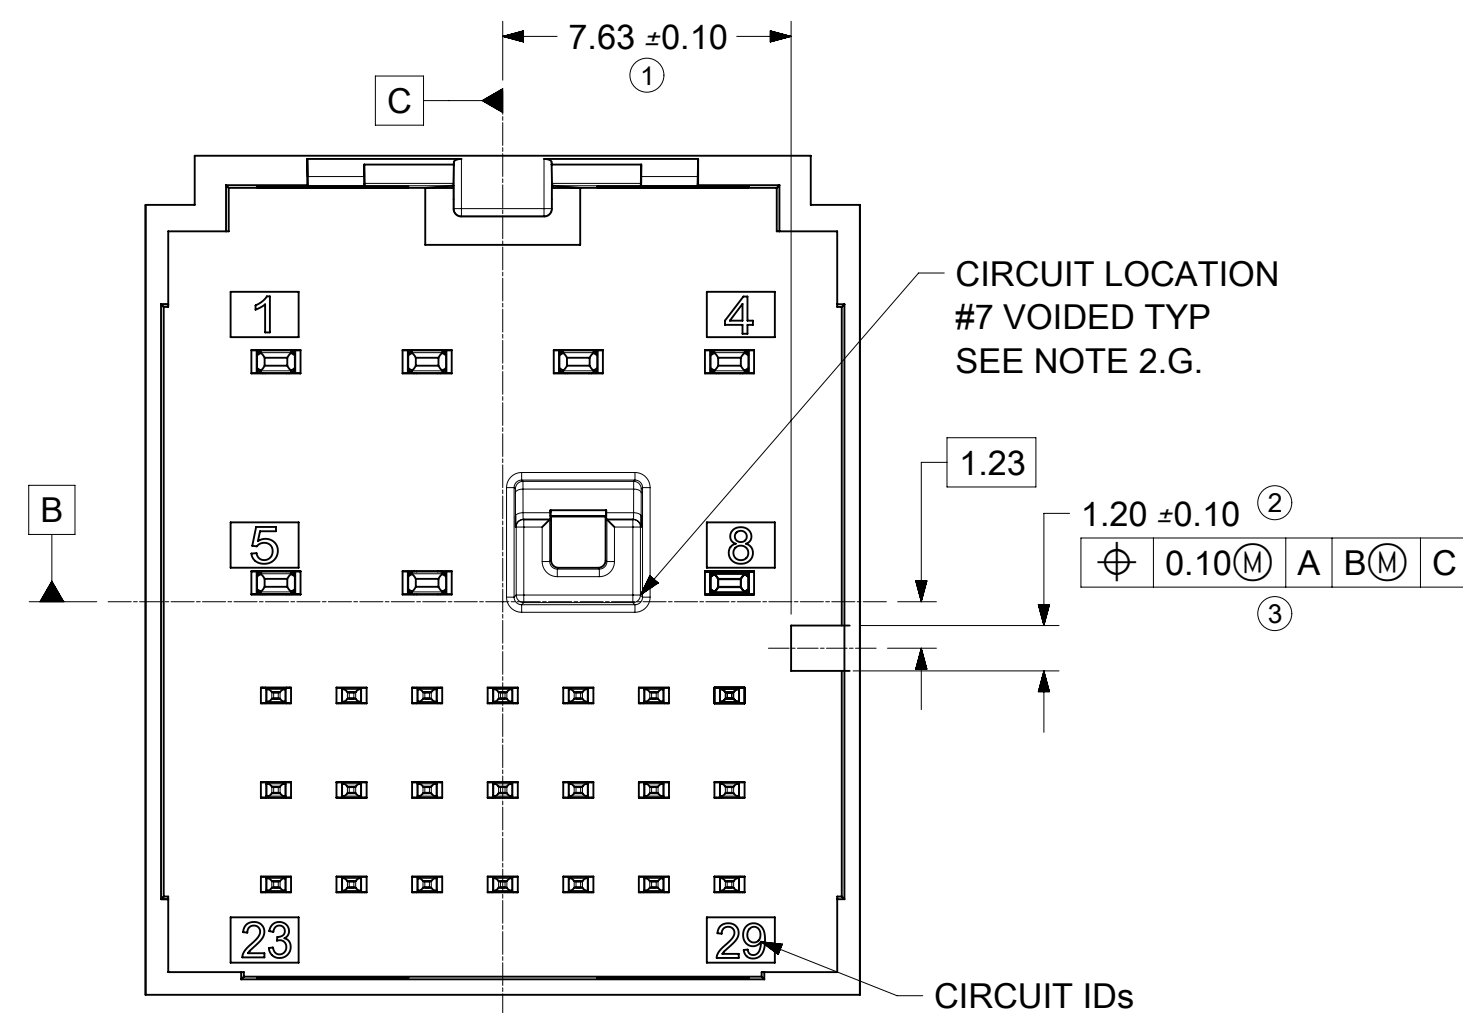 7.63 ±0.10
1
C
CIRCUIT LOCATION
#7 VOIDED TYP
SEE NOTE 2.G.
1
4
1.23
B
1.20 ±0.10 2
⌖ 0.10Ⓜ A BⓂ C
3
5
8
23
29
CIRCUIT IDs